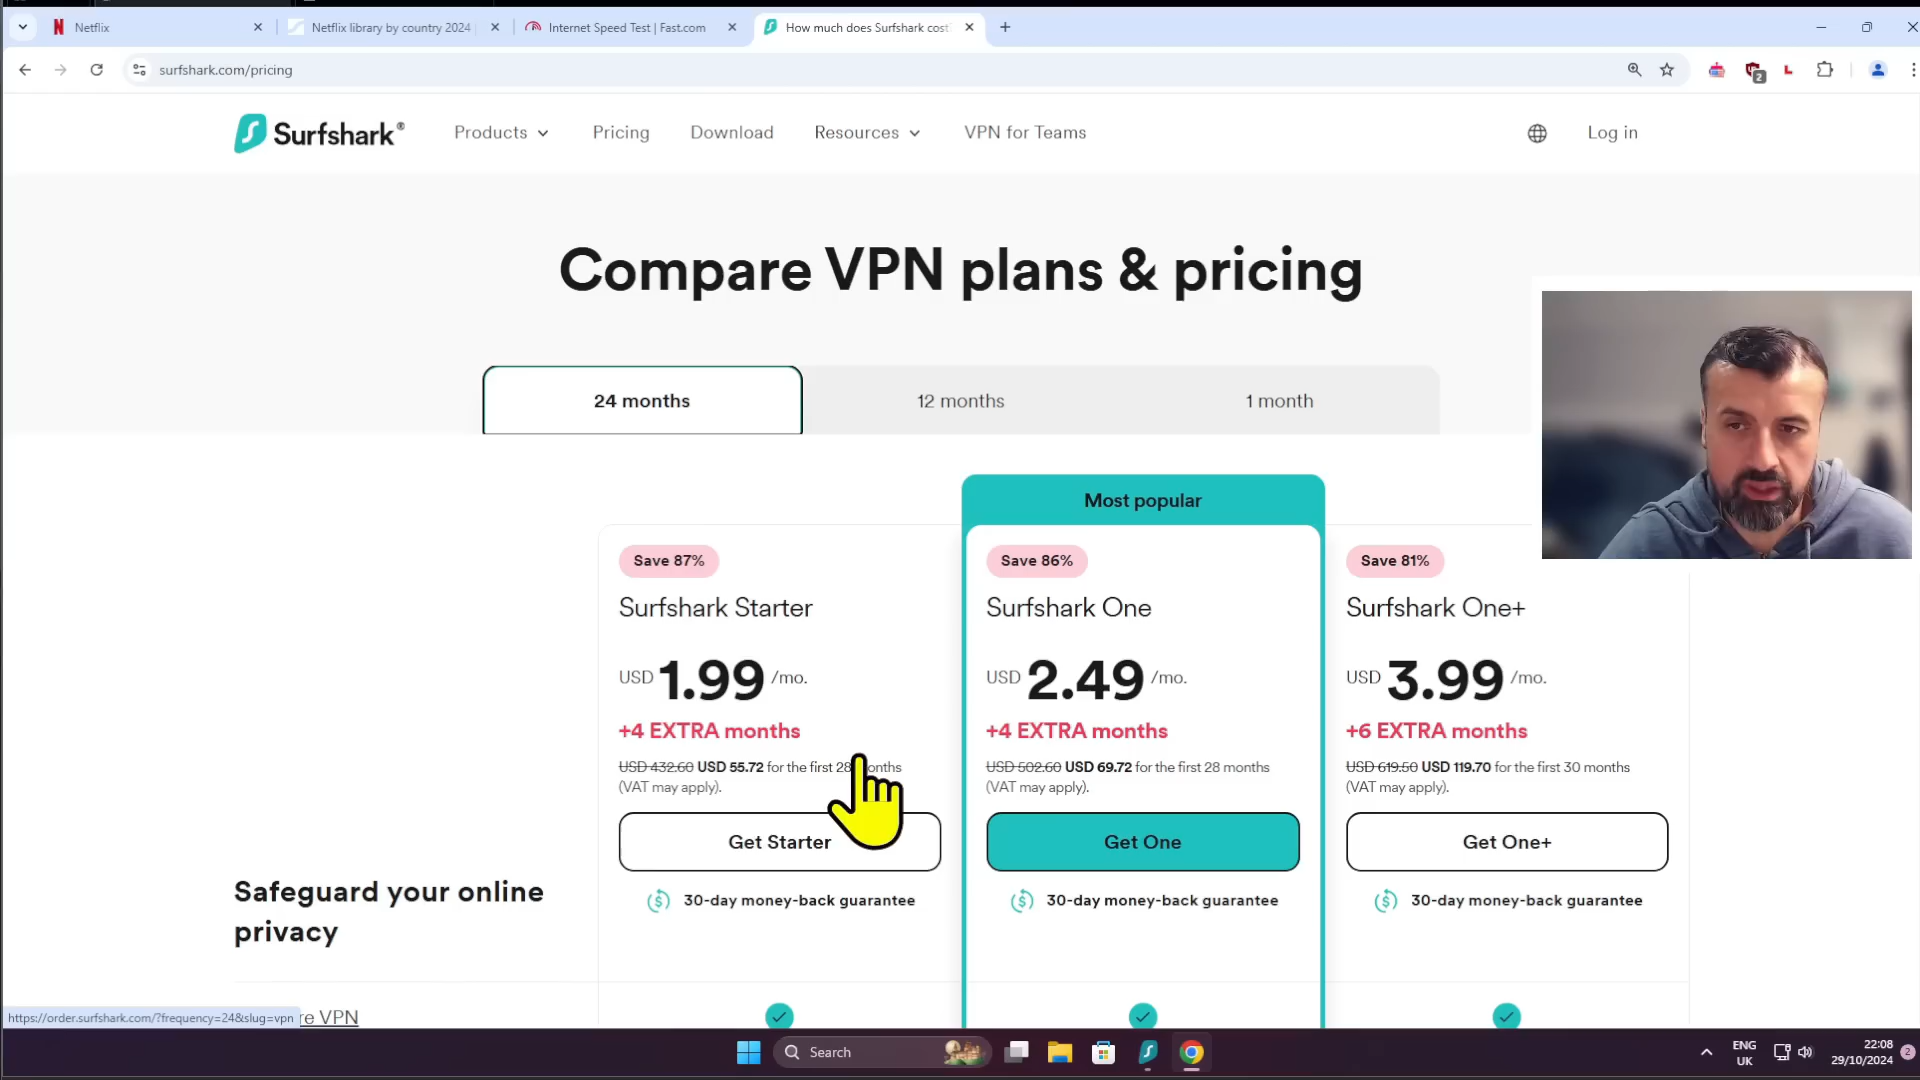 Netflix
Netflix library by country 2024
Internet Speed Test | Fast.com
How much does Surfshark cost
surfshark.com/pricing
2
L
Surfshark®
Products
Pricing
Download
Resources
VPN for Teams
Log in
Compare VPN plans & pricing
24 months
12 months
1 month
Most popular
Save 87%
Save 86%
Save 81%
Surfshark Starter
Surfshark One
Surfshark One+
USD 1.99 /mo.
USD 2.49 /mo.
USD 3.99 /mo.
+4 EXTRA months
+4 EXTRA months
+6 EXTRA months
USD 432.60 USD 55.72 for the first 28
(VAT may apply).
USD 502.60 USD 69.72 for the first 28 months
(VAT may apply).
USD 619.50 USD 119.70 for the first 30 months
(VAT may apply).
Get Starter
Get One
Get One+
30-day money-back guarantee
30-day money-back guarantee
30-day money-back guarantee
Safeguard your online
privacy
https://order.surfshark.com/?frequency=24&slug=vpn
re VPN
Search
ENG
UK
22:08
29/10/2024
2